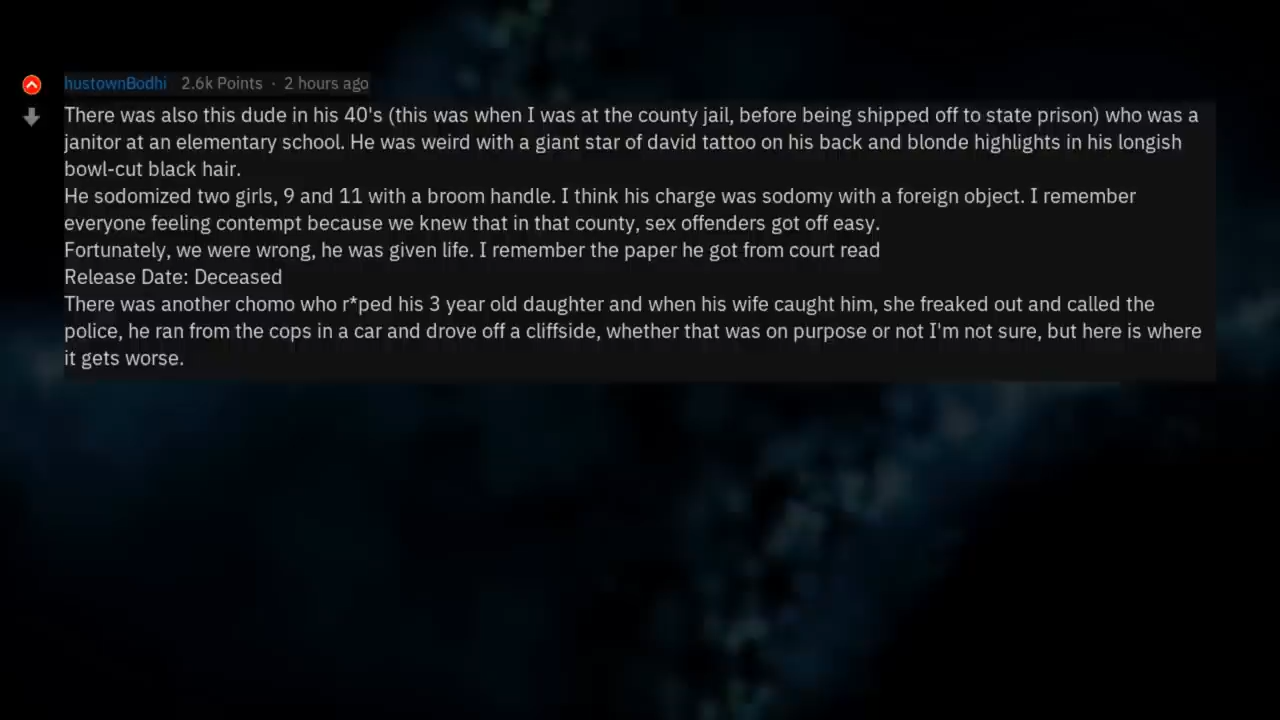 hustownBodhi 2.6k Points · 2 hours ago
There was also this dude in his 40's (this was when I was at the county jail, before being shipped off to state prison) who was a
janitor at an elementary school. He was weird with a giant star of david tattoo on his back and blonde highlights in his longish
bowl-cut black hair.
He sodomized two girls, 9 and 11 with a broom handle. I think his charge was sodomy with a foreign object. I remember
everyone feeling contempt because we knew that in that county, sex offenders got off easy.
Fortunately, we were wrong, he was given life. I remember the paper he got from court read
Release Date: Deceased
There was another chomo who r*ped his 3 year old daughter and when his wife caught him, she freaked out and called the
police, he ran from the cops in a car and drove off a cliffside, whether that was on purpose or not I'm not sure, but here is where
it gets worse.